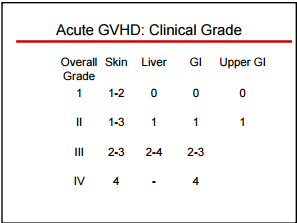 Acute GVHD: Clinical Grade
Overall Grade Skin Liver GI Upper GI
1 1-2 0 0 0
II 1-3 1 1 1
III 2-3 2-4 2-3
IV 4 - 4